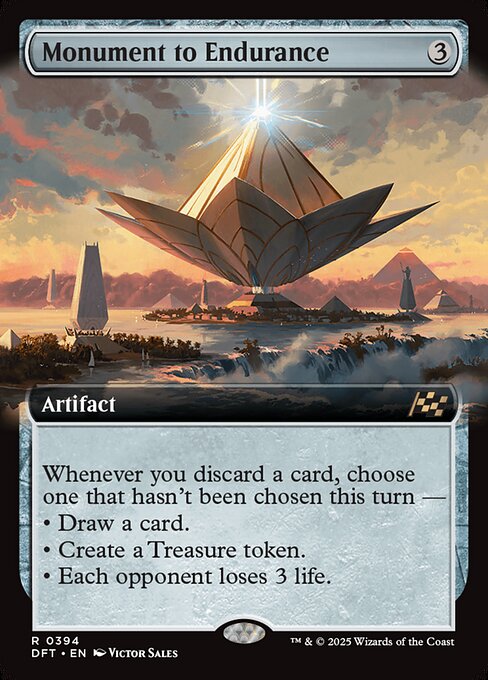 Monument to Endurance 3
Artifact
Whenever you discard a card, choose
one that hasn't been chosen this turn —
• Draw a card.
• Create a Treasure token.
• Each opponent loses 3 life.
R 0394
DFT • EN VICTOR SALES
™ & © 2025 Wizards of the Coast